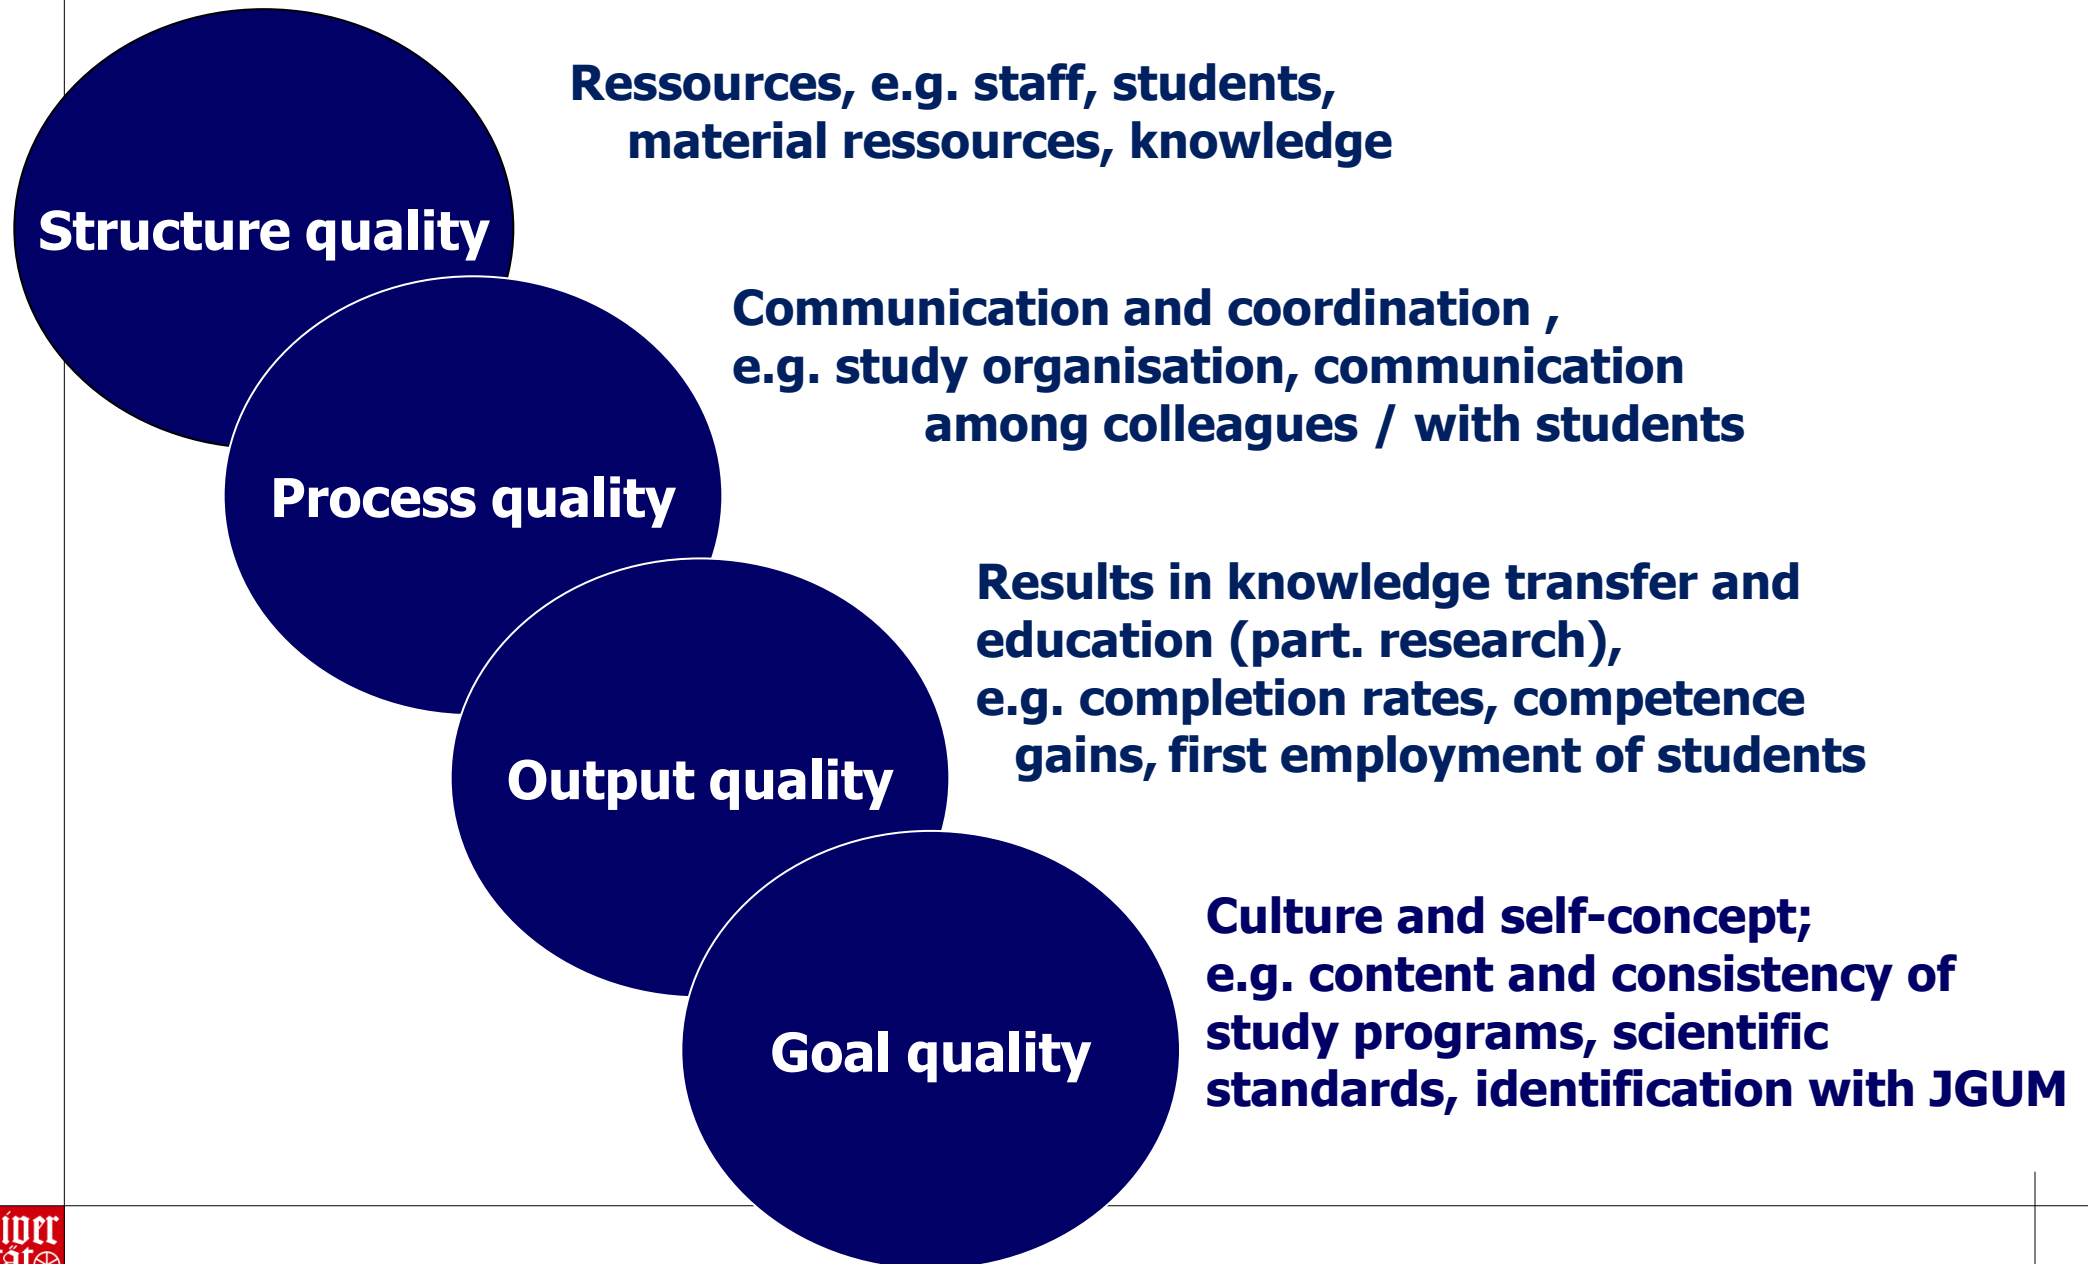 Ressources, e.g. staff, students,
material ressources, knowledge
Structure quality
Communication and coordination ,
e.g. study organisation, communication
among colleagues / with students
Process quality
Results in knowledge transfer and
education (part. research),
e.g. completion rates, competence
gains, first employment of students
Output quality
Culture and self-concept;
e.g. content and consistency of
study programs, scientific
standards, identification with JGUM
Goal quality